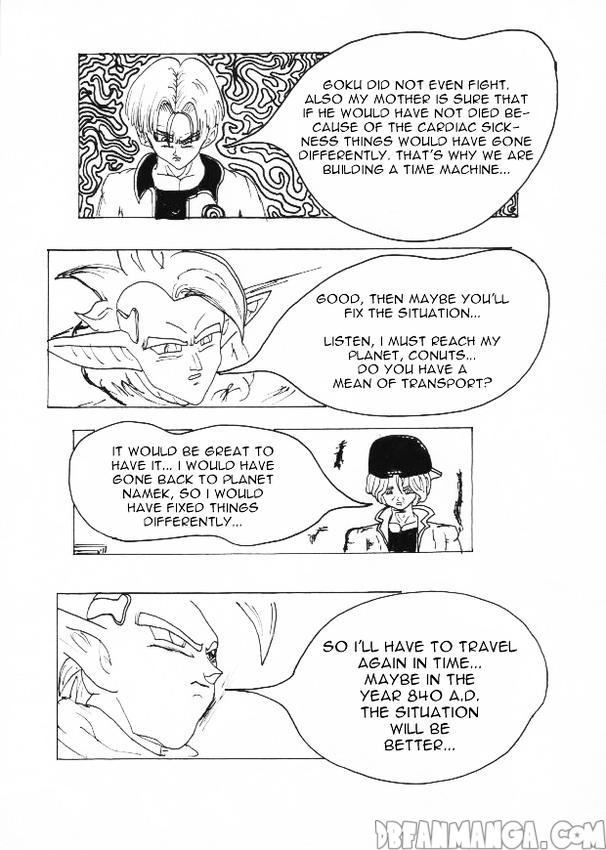 GOKU DID NOT EVEN FIGHT.
ALSO MY MOTHER IS SURE THAT
IF HE WOULD HAVE NOT DIED BE-
CAUSE OF THE CARDIAC SICK-
NESS THINGS WOULD HAVE GONE
DIFFERENTLY. THAT'S WHY WE ARE
BUILDING A TIME MACHINE...
GOOD, THEN MAYBE YOU'LL
FIX THE SITUATION...
LISTEN, I MUST REACH MY
PLANET, CONUTS...
DO YOU HAVE A
MEAN OF TRANSPORT?
IT WOULD BE GREAT TO
HAVE IT... I WOULD HAVE
GONE BACK TO PLANET
NAMEK, SO I WOULD
HAVE FIXED THINGS
DIFFERENTLY...
SO I'LL HAVE TO TRAVEL
AGAIN IN TIME...
MAYBE IN THE
YEAR 840 A.D.
THE SITUATION
WILL BE
BETTER...
DBFANMANGA.COM